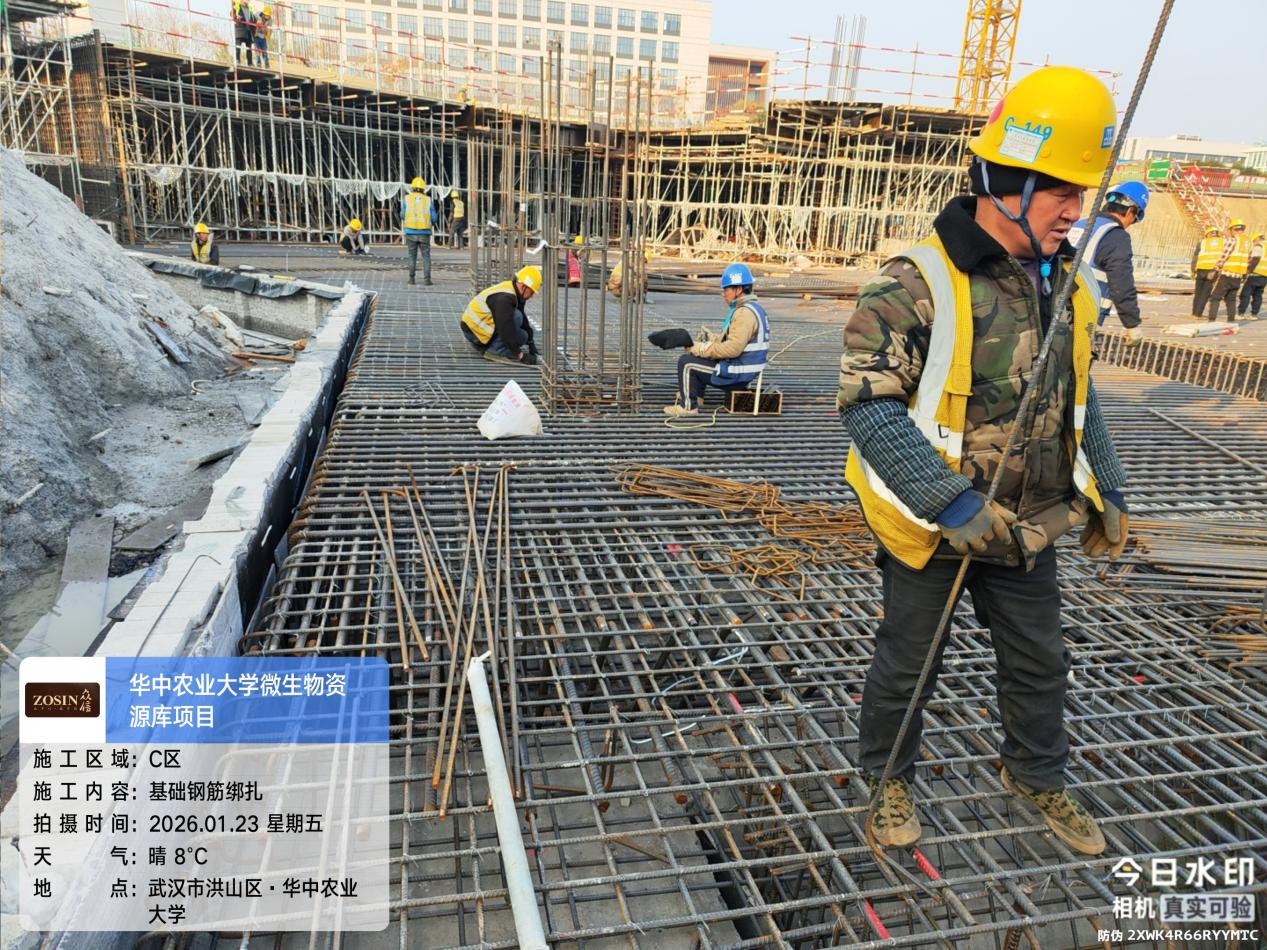 C-149
ZOSIN 众信
华中农业大学微生物资
源库项目
施工区域：C区
施工内容：基础钢筋绑扎
拍摄时间：2026.01.23 星期五
天气：晴 8℃
地点：武汉市洪山区·华中农业
大学
今日水印
相机 真实可验
防伪 2XWK4R66RYYMTC